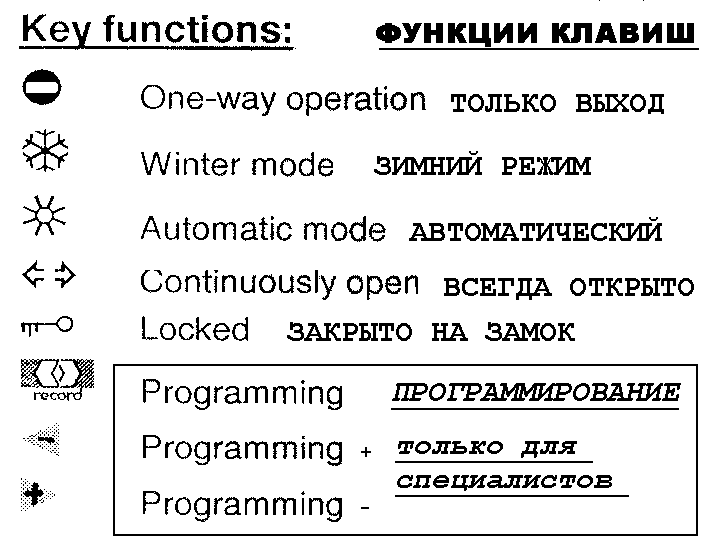 Key functions: ФУНКЦИИ КЛАВИШ
One-way operation ТОЛЬКО ВЫХОД
Winter mode ЗИМНИЙ РЕЖИМ
Automatic mode АВТОМАТИЧЕСКИЙ
Continuously open ВСЕГДА ОТКРЫТО
Locked ЗАКРЫТО НА ЗАМОК
record Programming ПРОГРАММИРОВАНИЕ
- Programming + только для
специалистов
+ Programming -